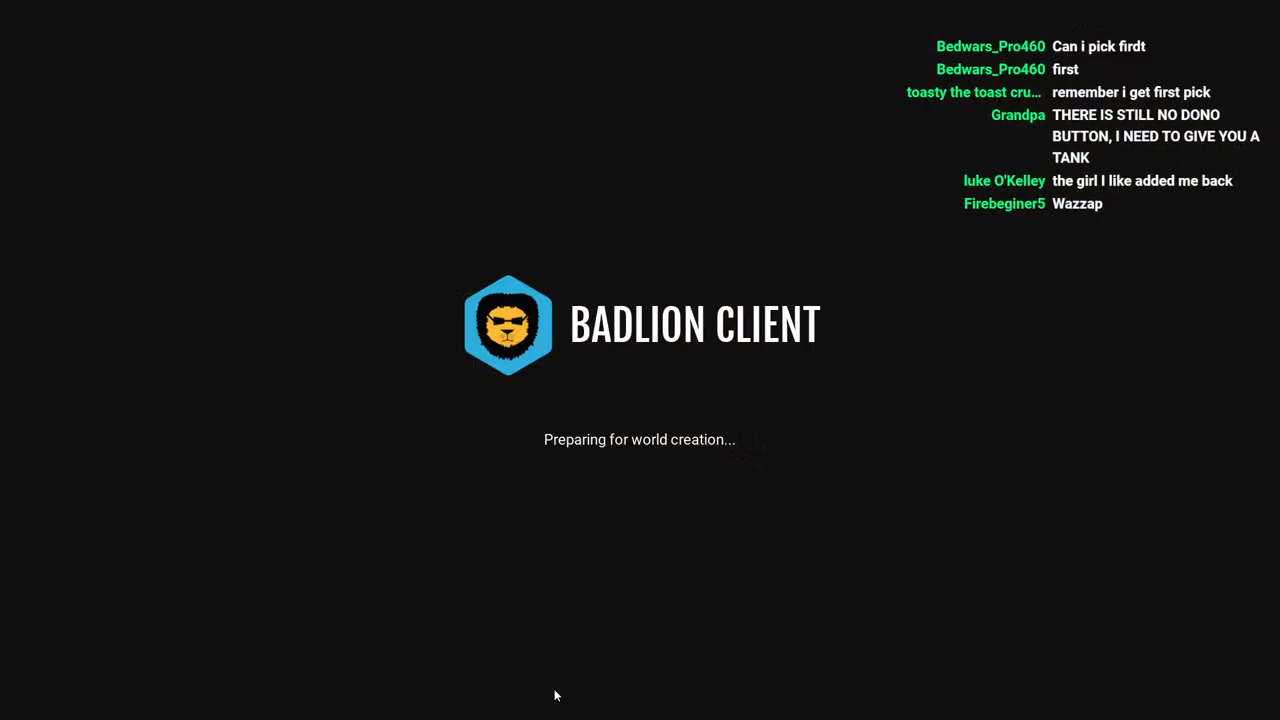 Bedwars_Pro460 Can i pick firdt
Bedwars_Pro460 first
toasty the toast cru... remember i get first pick
Grandpa THERE IS STILL NO DONO
BUTTON, I NEED TO GIVE YOU A
TANK
luke O'Kelley the girl I like added me back
Firebeginer5 Wazzap
BADLION CLIENT
Preparing for world creation...